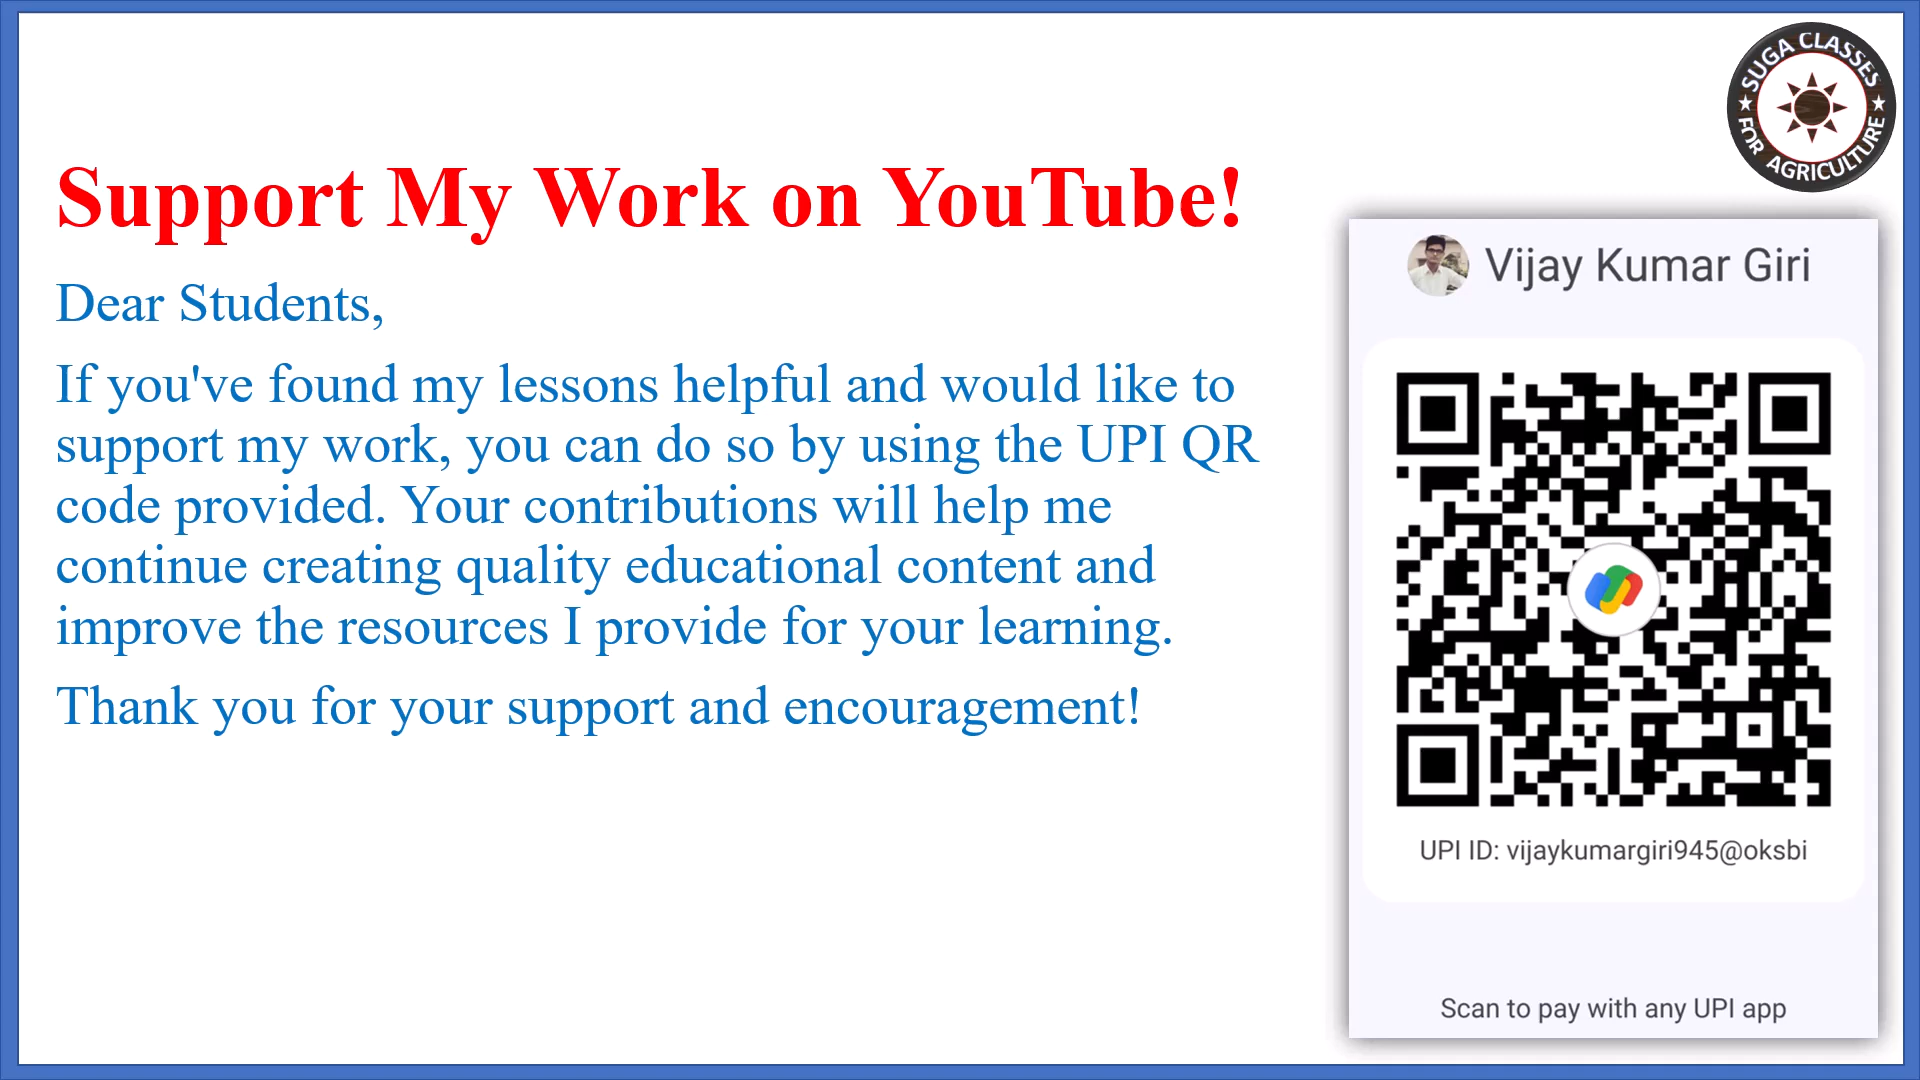 SUGA CLASSES
FOR AGRICULTURE
Support My Work on YouTube!
Dear Students,
If you've found my lessons helpful and would like to
support my work, you can do so by using the UPI QR
code provided. Your contributions will help me
continue creating quality educational content and
improve the resources I provide for your learning.
Thank you for your support and encouragement!
Vijay Kumar Giri
UPI ID: vijaykumargiri945@oksbi
Scan to pay with any UPI app